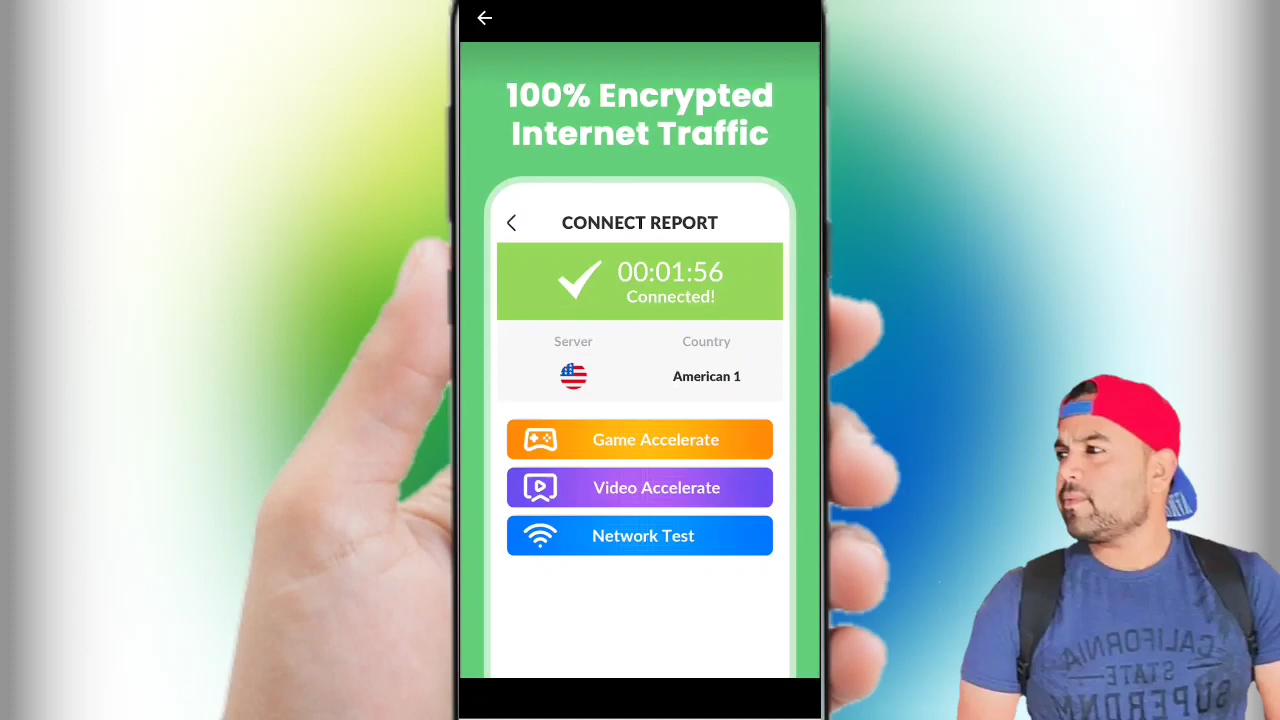 100% Encrypted
Internet Traffic
CONNECT REPORT
00:01:56
Connected!
Server
Country
American 1
Game Accelerate
Video Accelerate
Network Test
CALIFORNIA
STATE
SUPERDRY